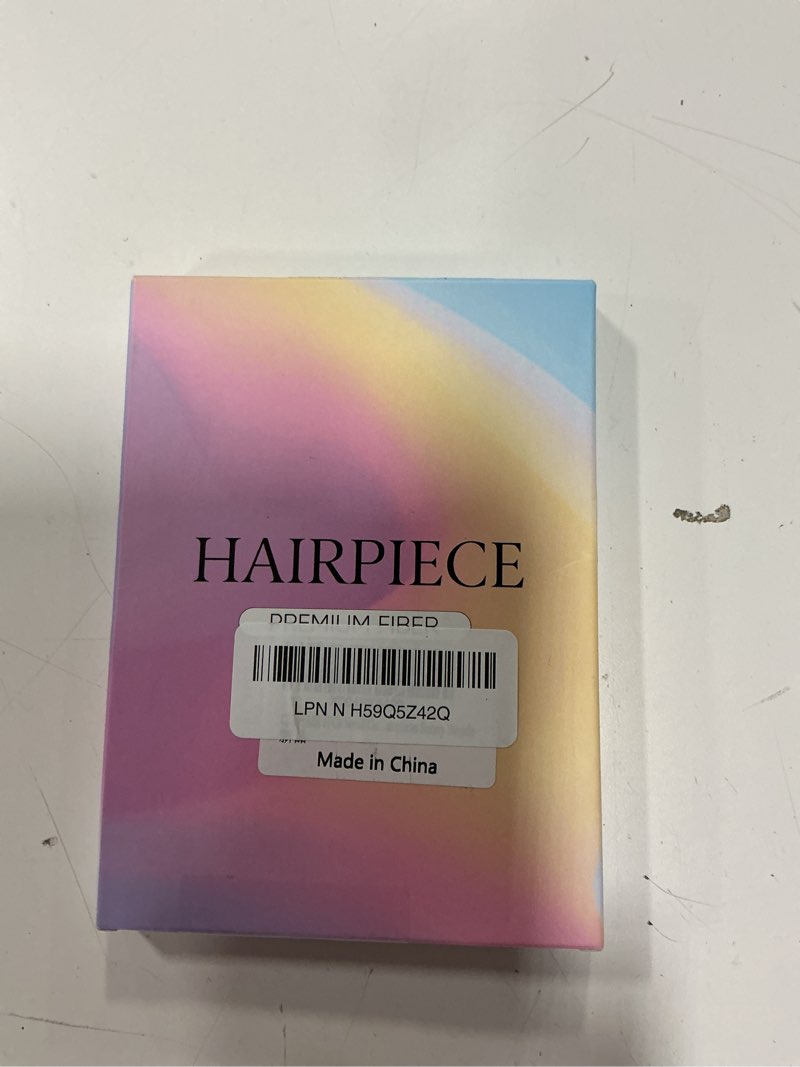 HAIRPIECE
PREMIUM FIBER
LPN N H59Q5Z42Q
Made in China